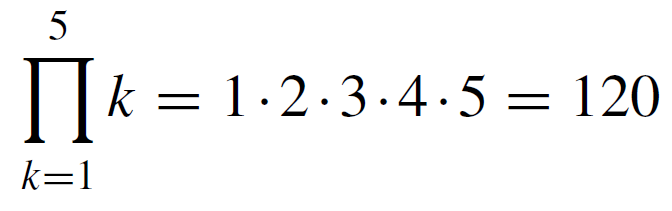 5
∏ k = 1 · 2 · 3 · 4 · 5 = 120
k=1